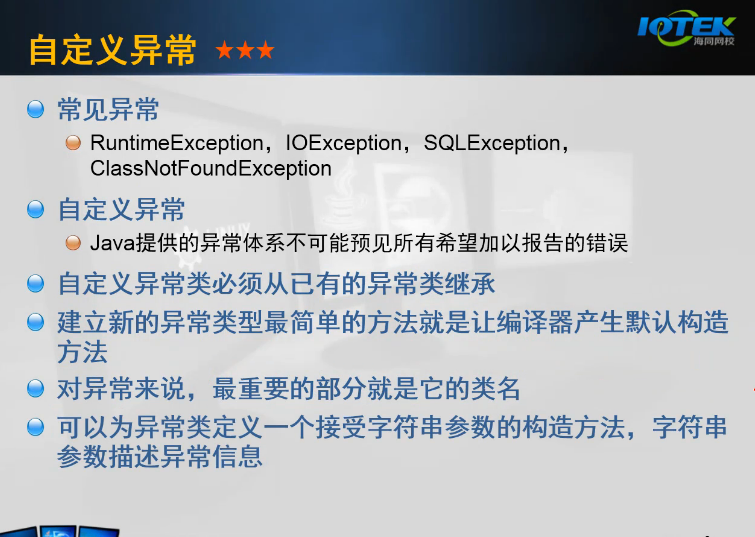 自定义异常 ★★★
IOTEK
海同网校
常见异常
RuntimeException，IOException，SQLException，
ClassNotFoundException
自定义异常
Java提供的异常体系不可能预见所有希望加以报告的错误
自定义异常类必须从已有的异常类继承
建立新的异常类型最简单的方法就是让编译器产生默认构造
方法
对异常来说，最重要的部分就是它的类名
可以为异常类定义一个接受字符串参数的构造方法，字符串
参数描述异常信息